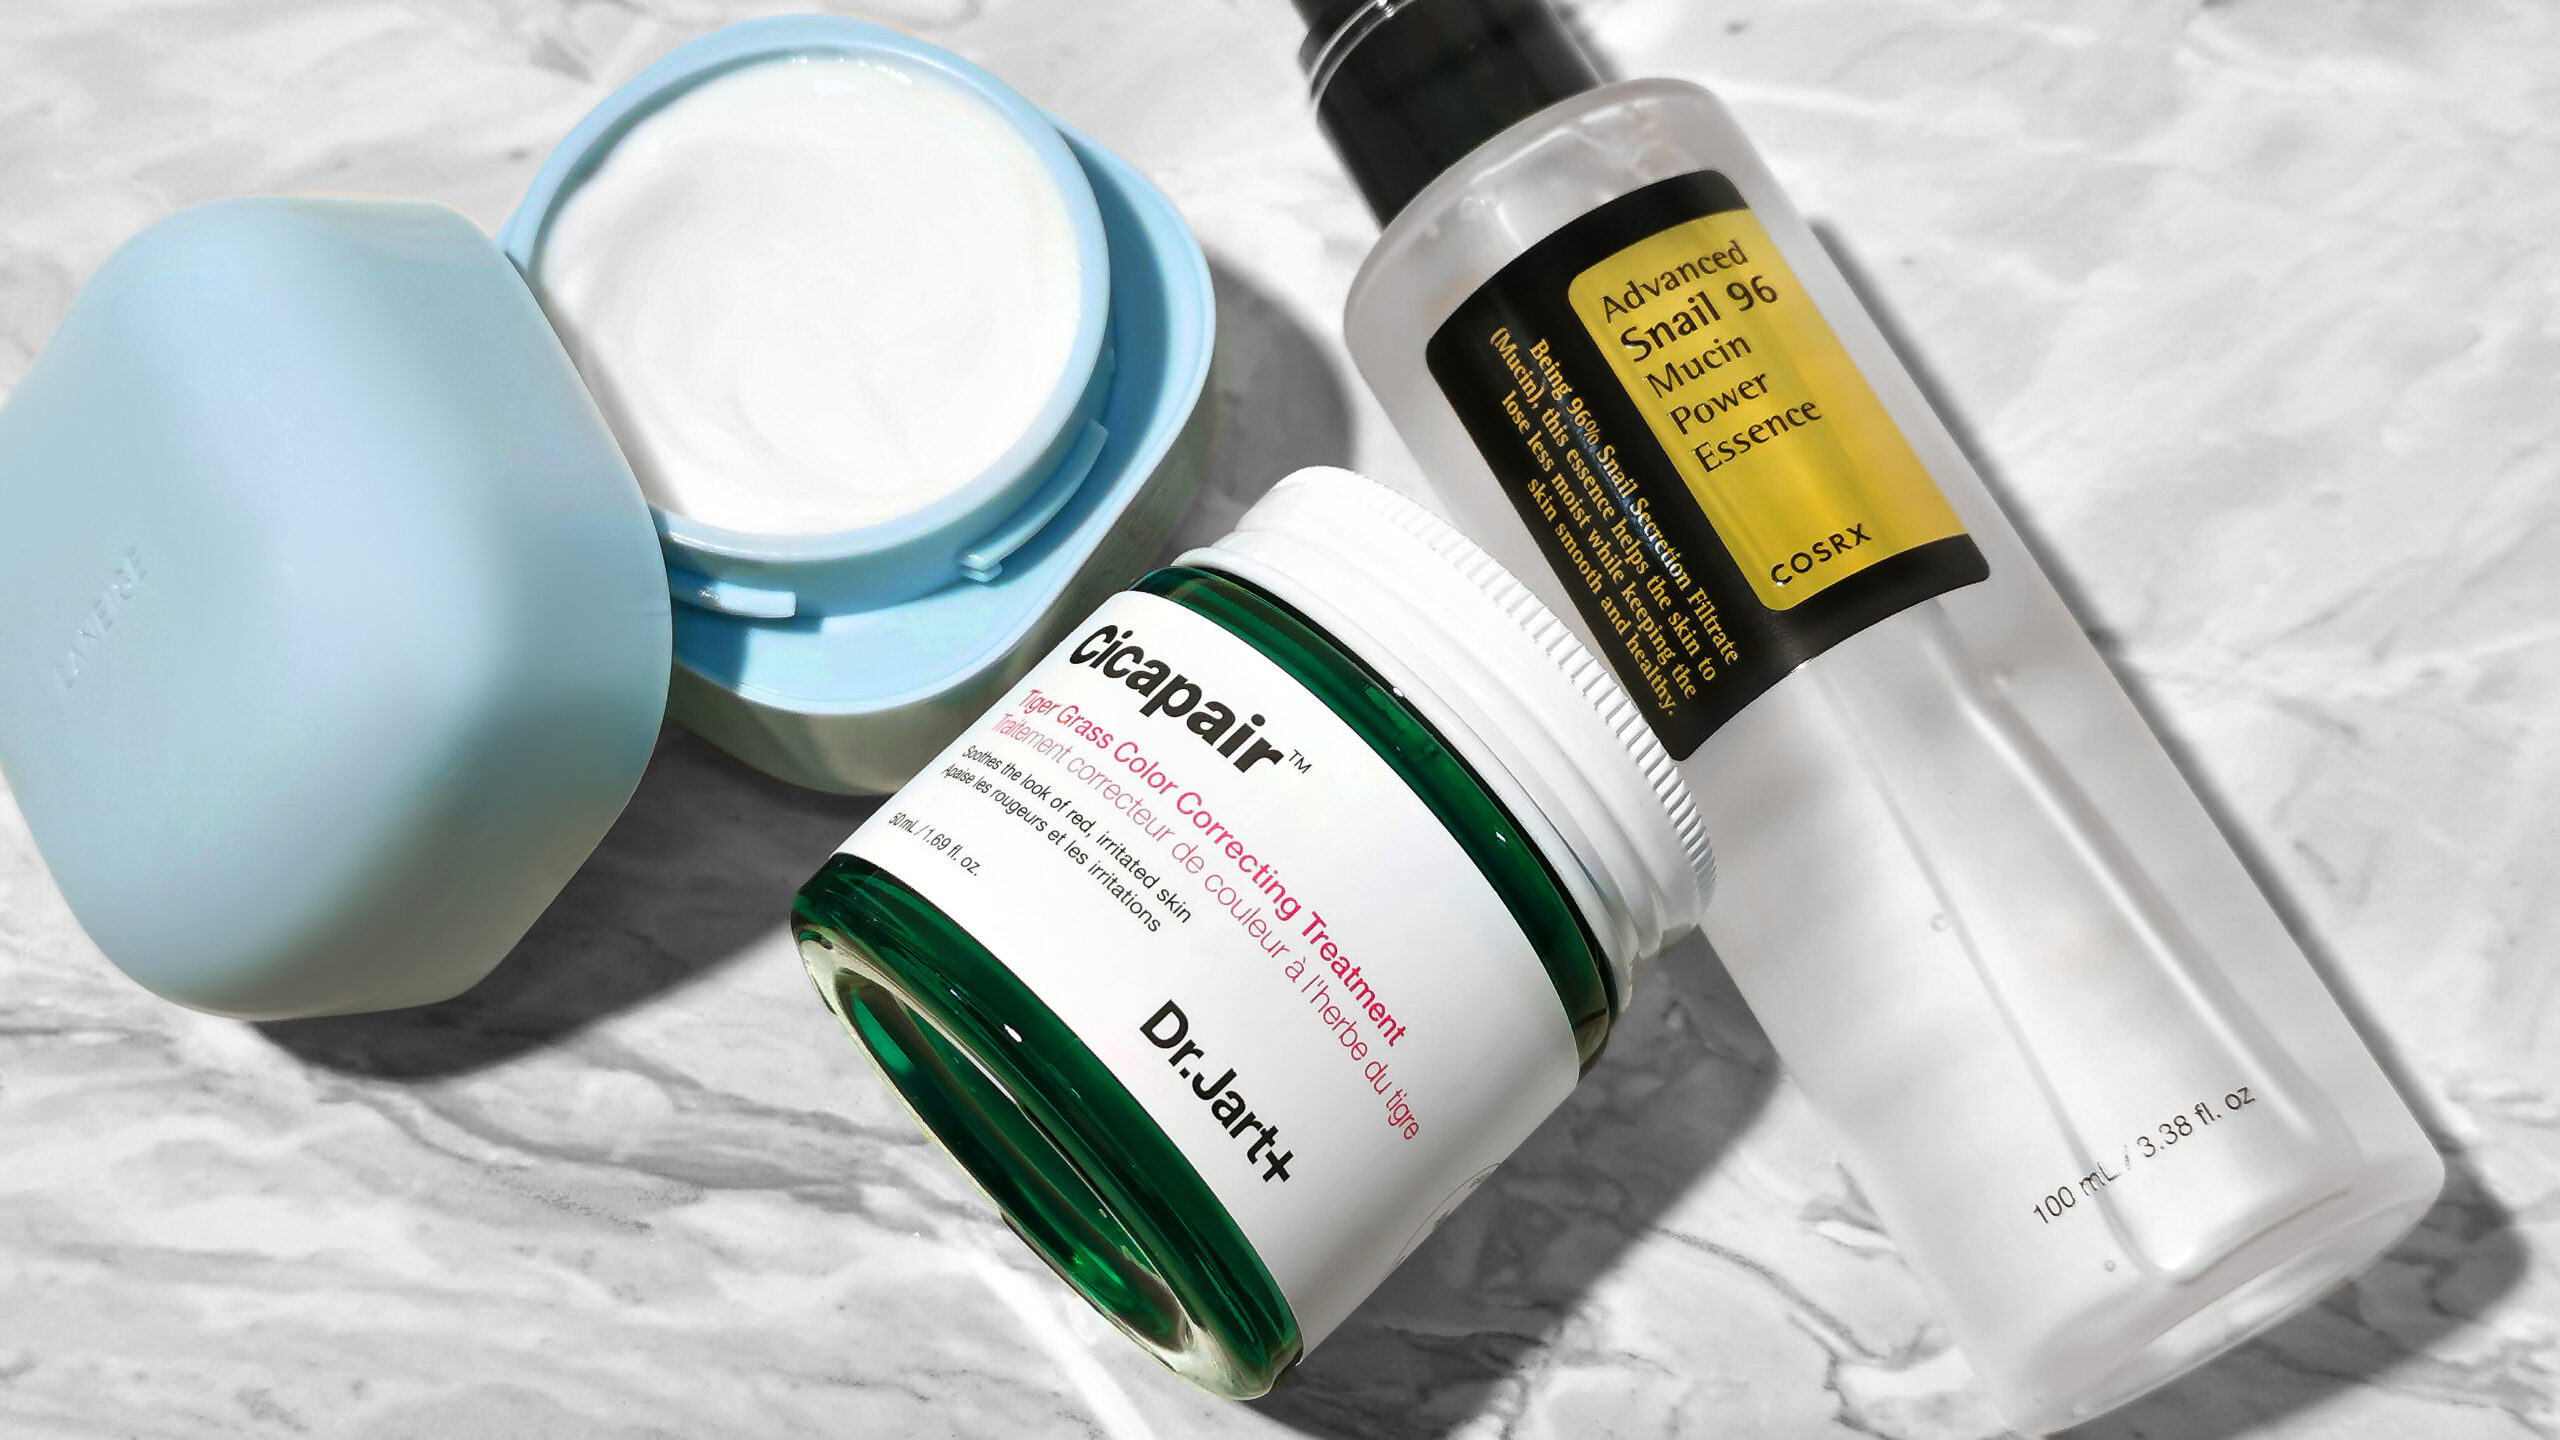 LANEIGE
Cicapair™
Tiger Grass Color Correcting Treatment
Traitement correcteur de couleur à l'herbe du tigre
Soothes the look of red, irritated skin
Apaise les rougeurs et les irritations
50 mL / 1.69 fl. oz.
Dr.Jart+
Advanced
Snail 96
Mucin
Power
Essence
COSRX
Being 96% Snail Secretion Filtrate
(Mucin), this essence helps the skin to
lose less moist while keeping the
skin smooth and healthy.
100 mL / 3.38 fl. oz